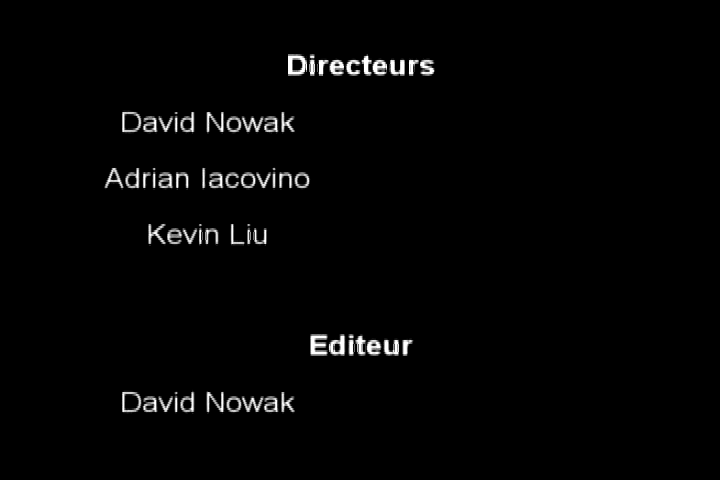 Directeurs
David Nowak
Adrian Iacovino
Kevin Liu
Editeur
David Nowak